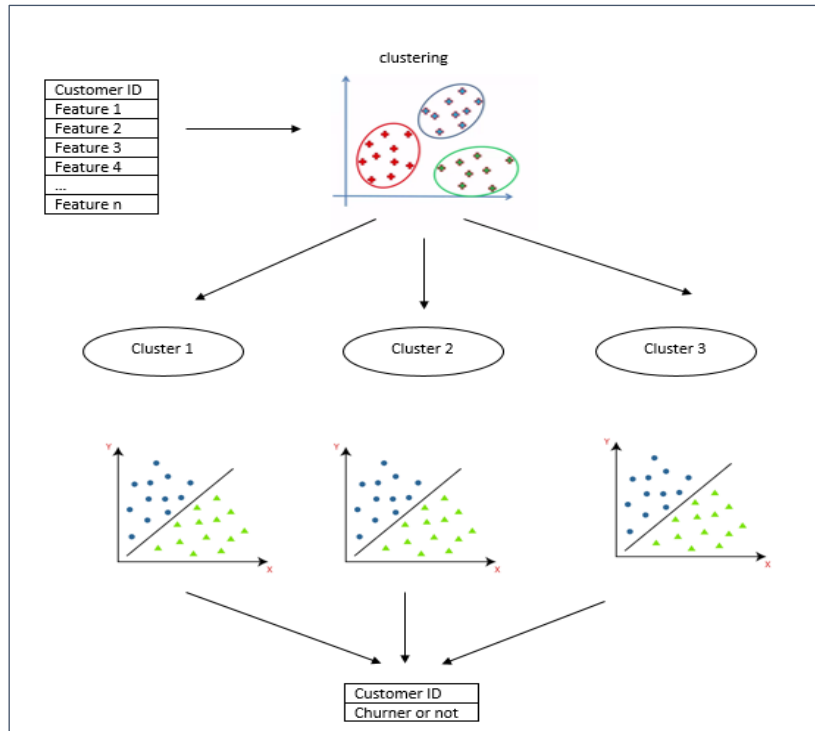 clustering
Customer ID
Feature 1
Feature 2
Feature 3
Feature 4
...
Feature n
Cluster 1
Cluster 2
Cluster 3
Y
X
Y
X
Y
X
Customer ID
Churner or not